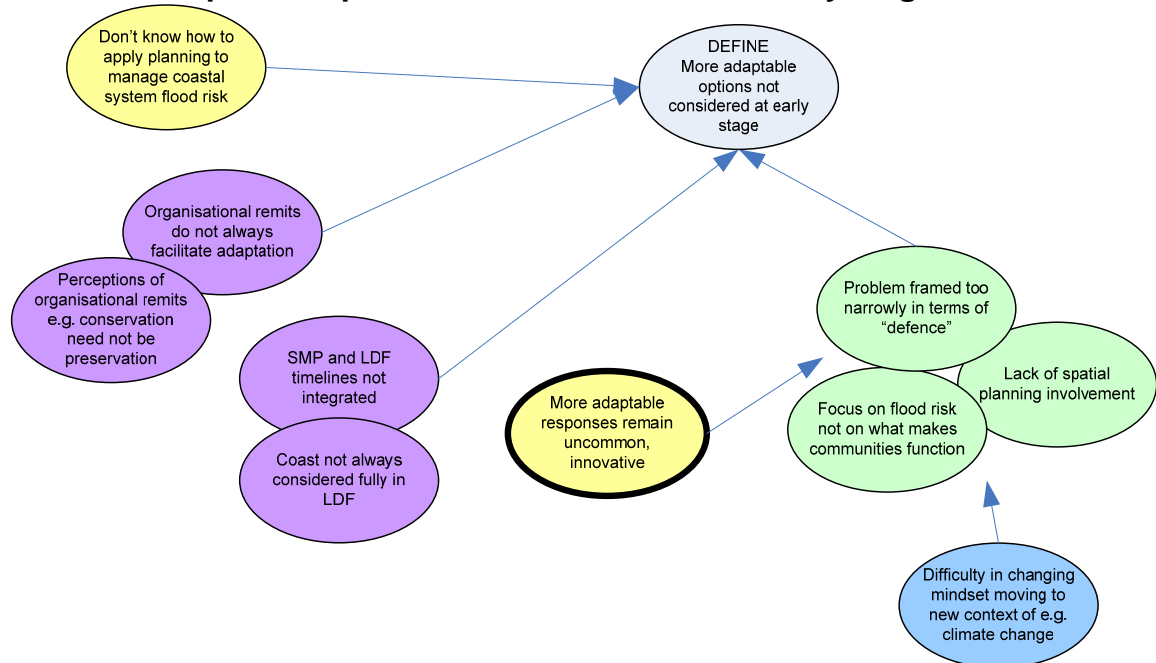 Don't know how to
apply planning to
manage coastal
system flood risk
DEFINE
More adaptable
options not
considered at early
stage
Organisational remits
do not always
facilitate adaptation
Perceptions of
organisational remits
e.g. conservation
need not be
preservation
Problem framed too
narrowly in terms of
“defence”
Lack of spatial
planning involvement
Focus on flood risk
not on what makes
communities function
SMP and LDF
timelines not
integrated
Coast not always
considered fully in
LDF
More adaptable
responses remain
uncommon,
innovative
Difficulty in changing
mindset moving to
new context of e.g.
climate change